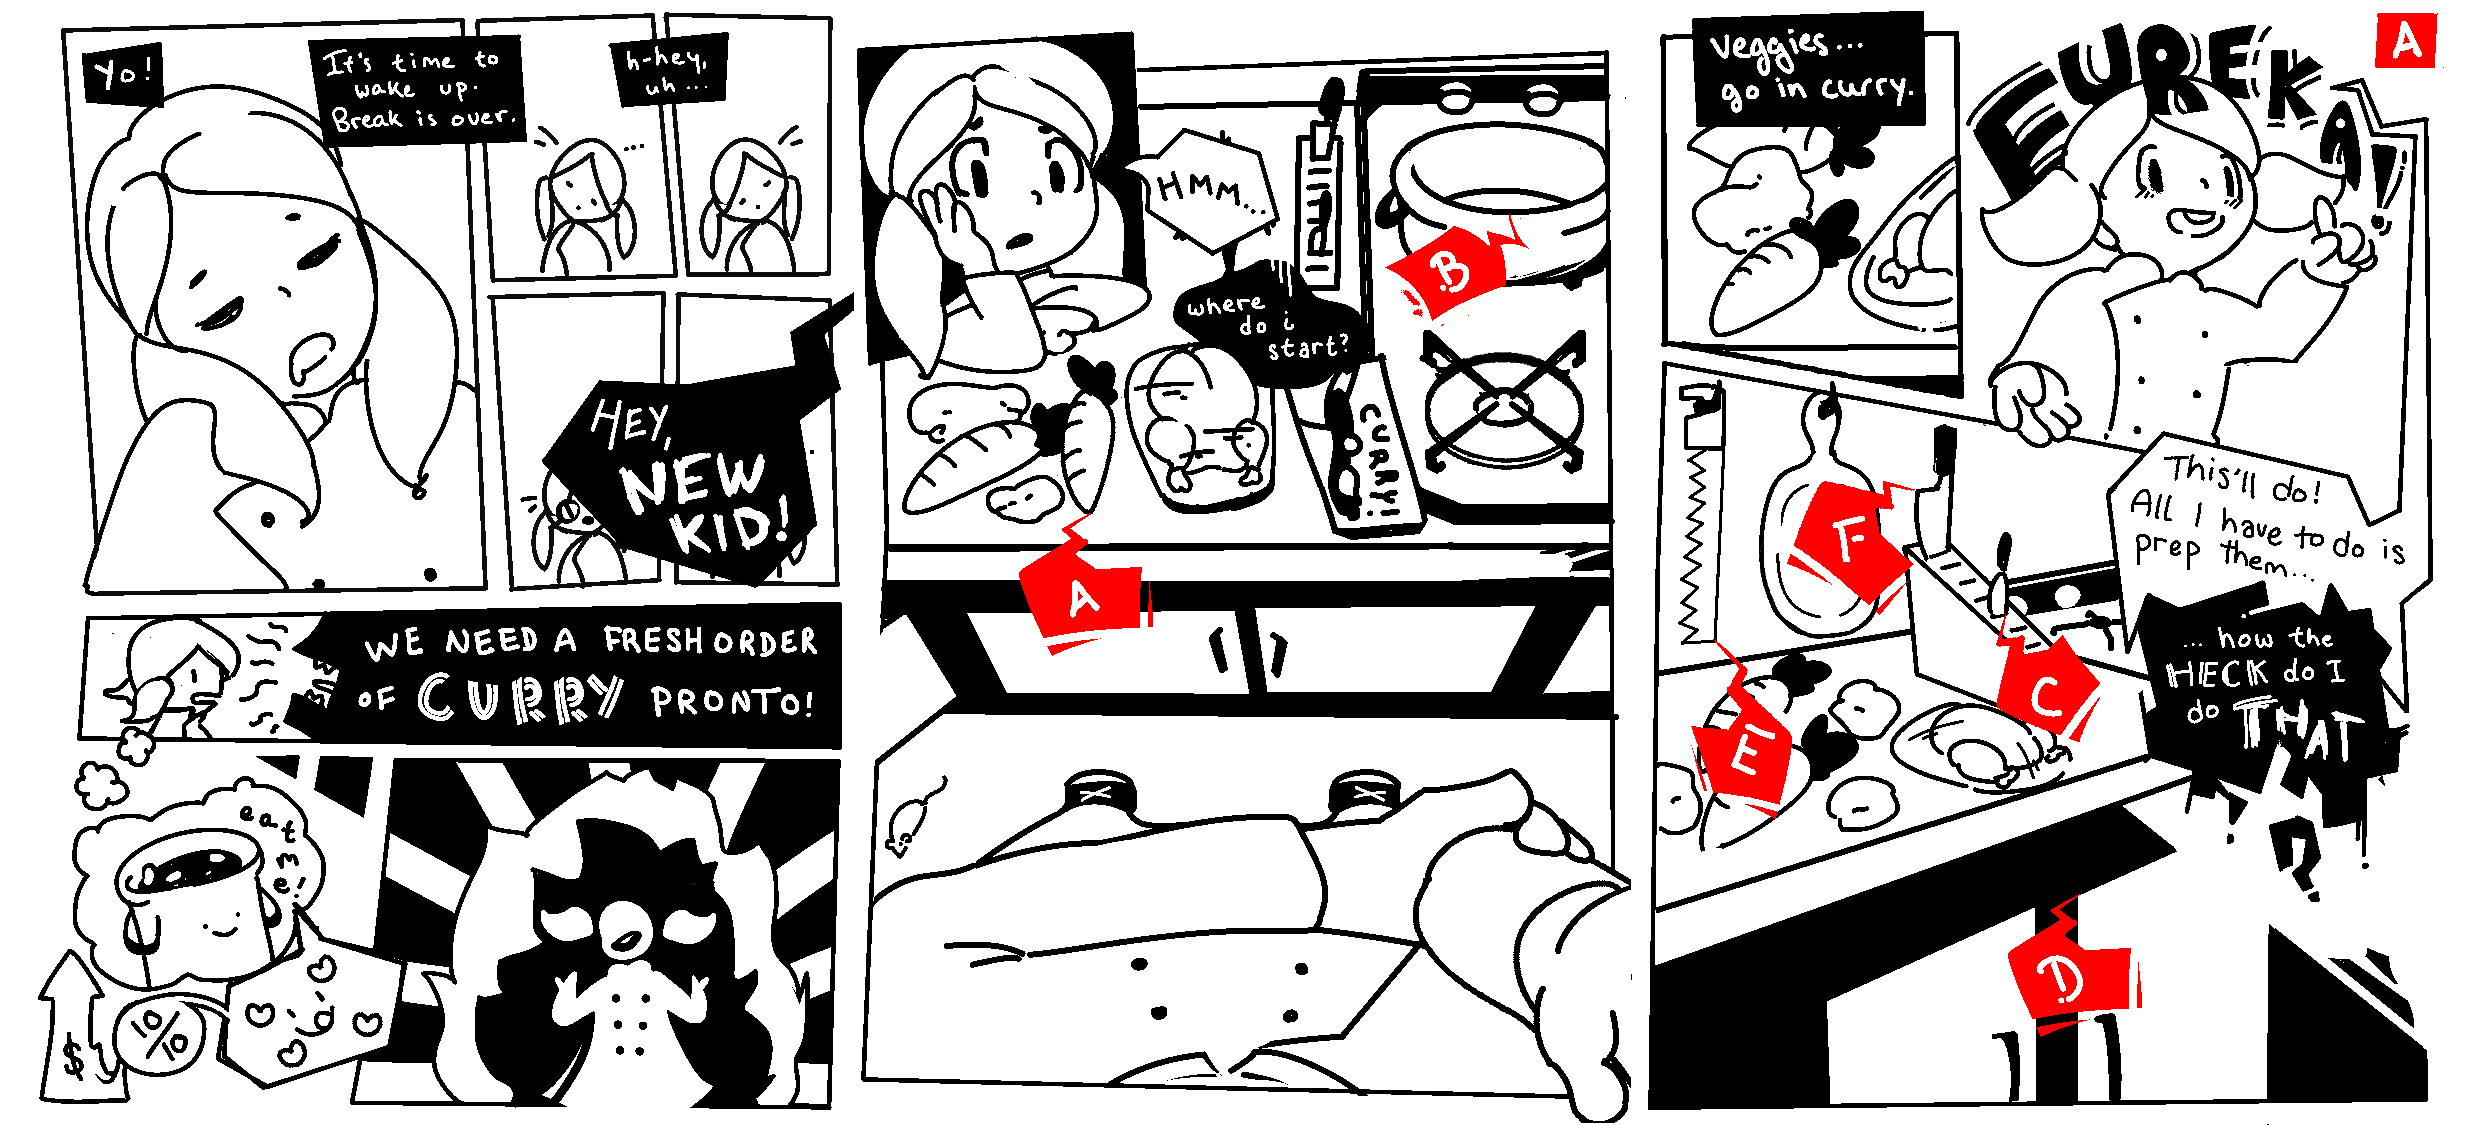 Yo!
It's time to
wake up.
Break is over.
h-hey,
uh...
...
HEY,
NEW
KID!
WE NEED A FRESH ORDER
OF CURRY PRONTO!
eat
me!
$
10/10
HMM...
where
do i
start?
CURRY!
B
A
Veggies...
go in curry.
EUREKA!
A
This'll do!
All I have to do is
prep them...
... how the
HECK do I
do THAT
?
F
C
E
D